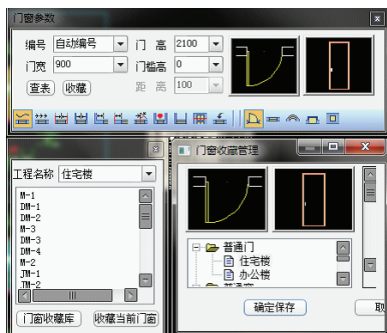 门窗参数
编号 自动编号 门 高 2100
门宽 900 门槛高 0
查表 收藏 距 离 100
工程名称 住宅楼
M-1
DM-1
DM-2
M-3
DM-3
DM-4
M-2
JM-1
TM-2
门窗收藏库 收藏当前门窗
门窗收藏管理
普通门
住宅楼
办公楼
确定保存 取